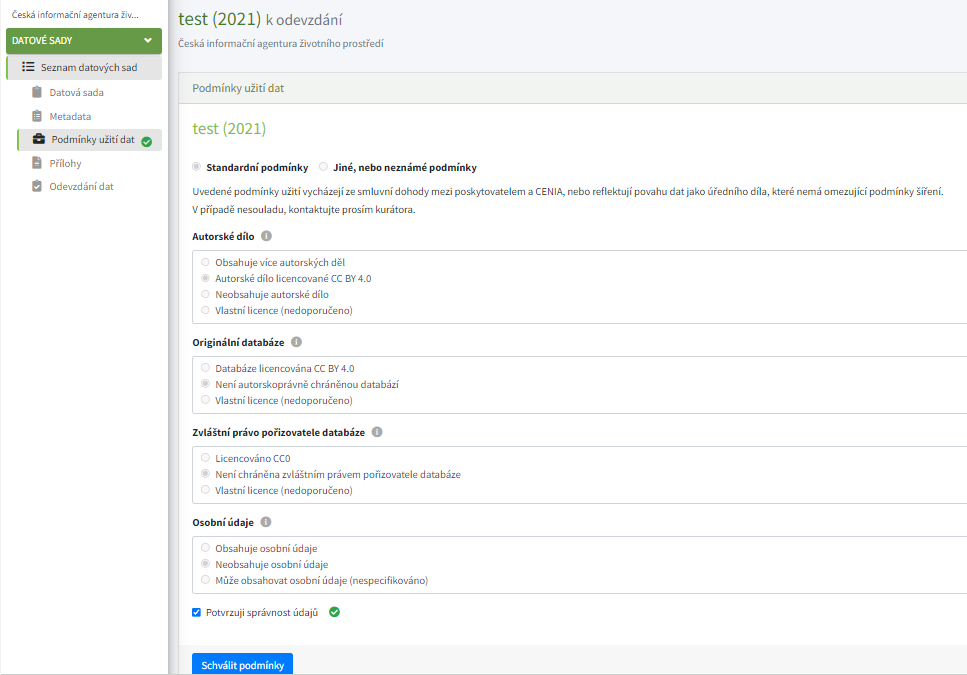 Česká informační agentura živ...
DATOVÉ SADY
Seznam datových sad
Datová sada
Metadata
Podmínky užití dat
Přílohy
Odevzdání dat
test (2021) k odevzdání
Česká informační agentura životního prostředí
Podmínky užití dat
test (2021)
Standardní podmínky Jiné, nebo neznámé podmínky
Uvedené podmínky užití vycházejí ze smluvní dohody mezi poskytovatelem a CENIA, nebo reflektují povahu dat jako úředního díla, které nemá omezující podmínky šíření.
V případě nesouladu, kontaktujte prosím kurátora.
Autorské dílo
Obsahuje více autorských děl
Autorské dílo licencované CC BY 4.0
Neobsahuje autorské dílo
Vlastní licence (nedoporučeno)
Originální databáze
Databáze licencována CC BY 4.0
Není autorskoprávně chráněnou databází
Vlastní licence (nedoporučeno)
Zvláštní právo pořizovatele databáze
Licencováno CC0
Není chráněna zvláštním právem pořizovatele databáze
Vlastní licence (nedoporučeno)
Osobní údaje
Obsahuje osobní údaje
Neobsahuje osobní údaje
Může obsahovat osobní údaje (nespecifikováno)
Potvrzuji správnost údajů
Schválit podmínky